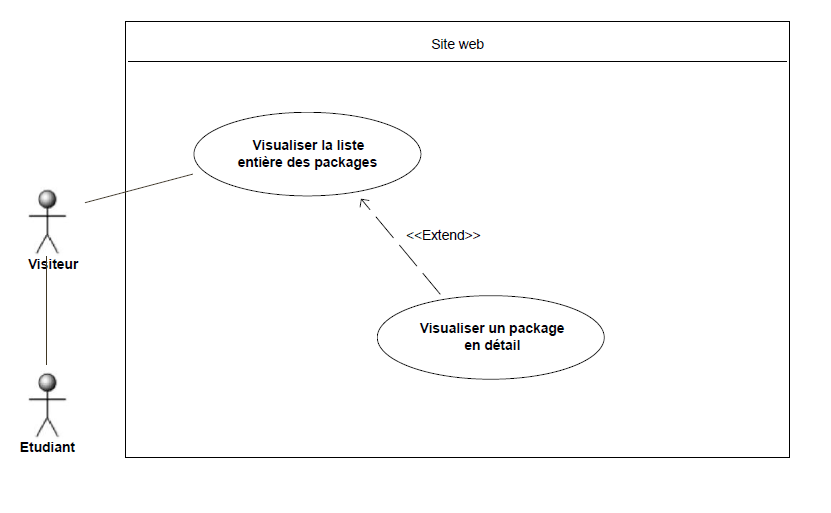 Site web
Visualiser la liste
entière des packages
<<Extend>>
Visiteur
Visualiser un package
en détail
Etudiant